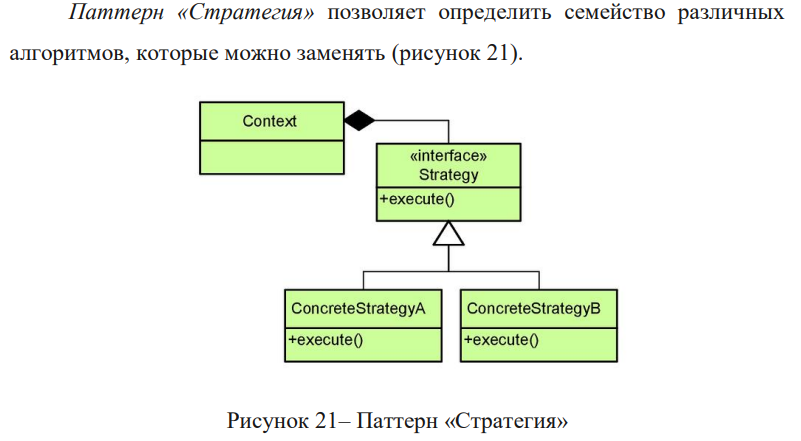 Паттерн «Стратегия» позволяет определить семейство различных
алгоритмов, которые можно заменять (рисунок 21).
Context
«interface»
Strategy
+execute()
ConcreteStrategyA
+execute()
ConcreteStrategyB
+execute()
Рисунок 21– Паттерн «Стратегия»